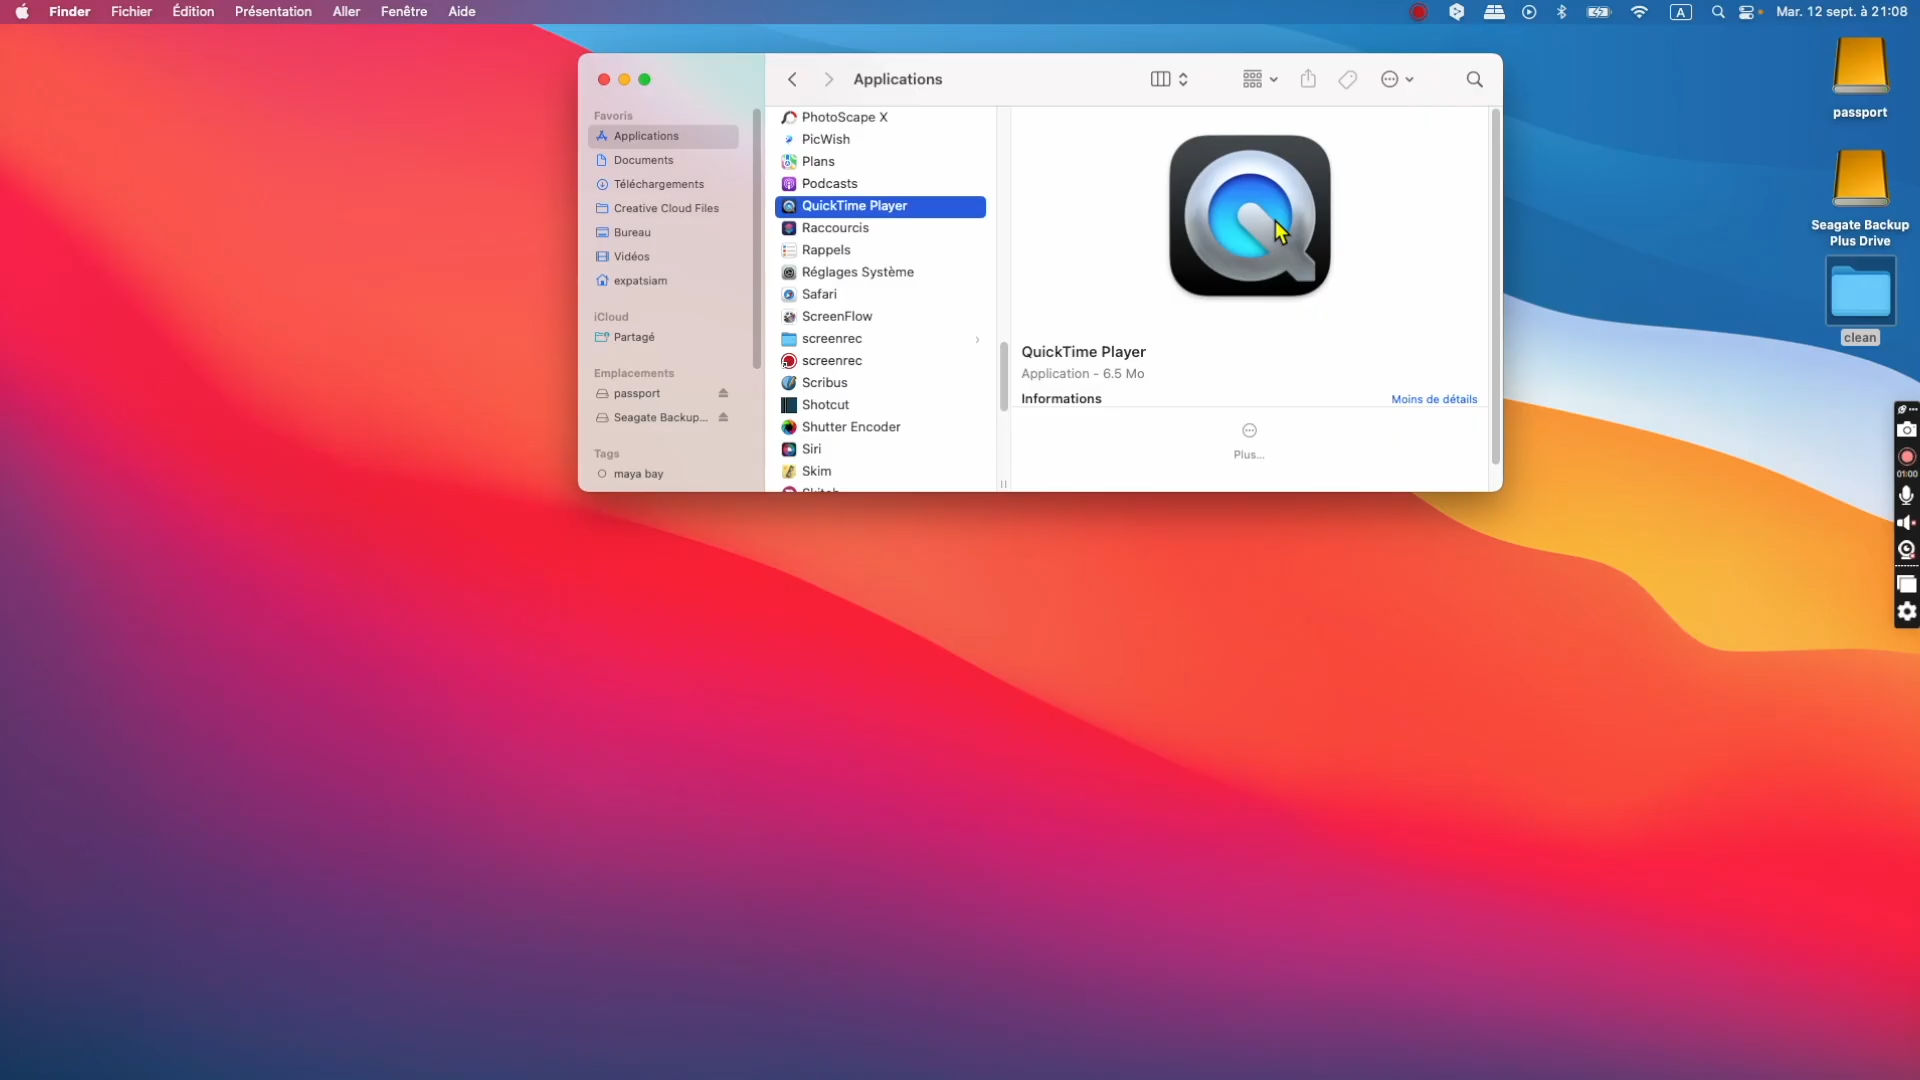 Finder Fichier Édition Présentation Aller Fenêtre Aide
A Mar. 12 sept. à 21:08
Applications
Favoris
Applications
Documents
Téléchargements
Creative Cloud Files
Bureau
Vidéos
expatsiam
iCloud
Partagé
Emplacements
passport
Seagate Backup...
Tags
maya bay
PhotoScape X
PicWish
Plans
Podcasts
QuickTime Player
Raccourcis
Rappels
Réglages Système
Safari
ScreenFlow
screenrec
screenrec
Scribus
Shotcut
Shutter Encoder
Siri
Skim
Skitch
QuickTime Player
Application - 6.5 Mo
Informations Moins de détails
Plus...
passport
Seagate Backup
Plus Drive
clean
01:00